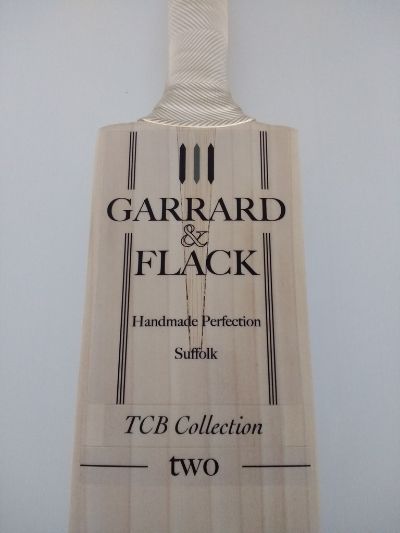 GARRARD
&
FLACK
Handmade Perfection
Suffolk
TCB Collection
two